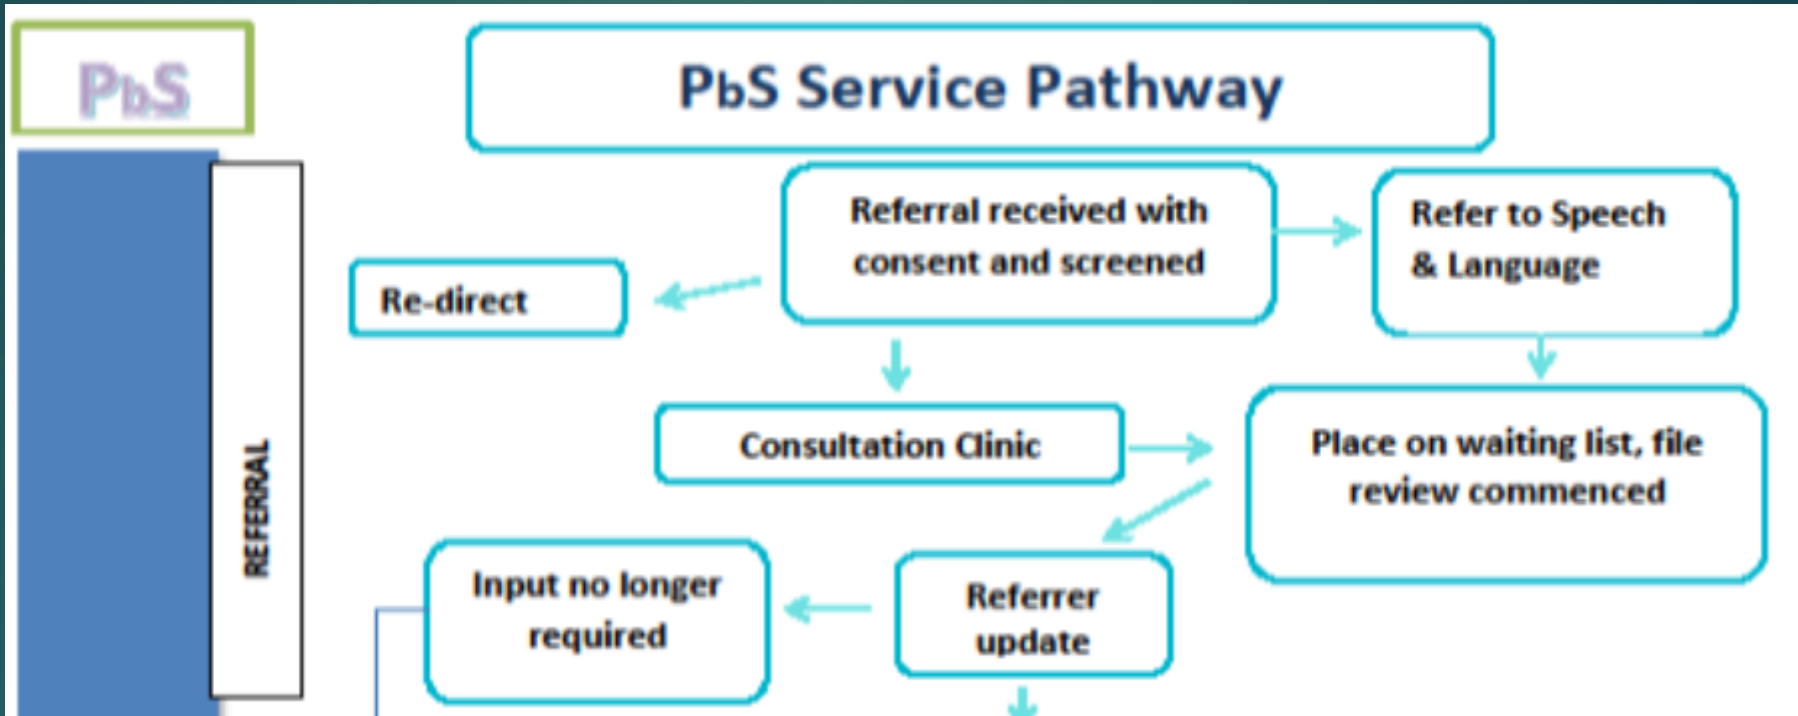 PbS
PbS Service Pathway
Referral received with
consent and screened
Refer to Speech
& Language
Re-direct
Consultation Clinic
Place on waiting list, file
review commenced
REFERRAL
Input no longer
required
Referrer
update